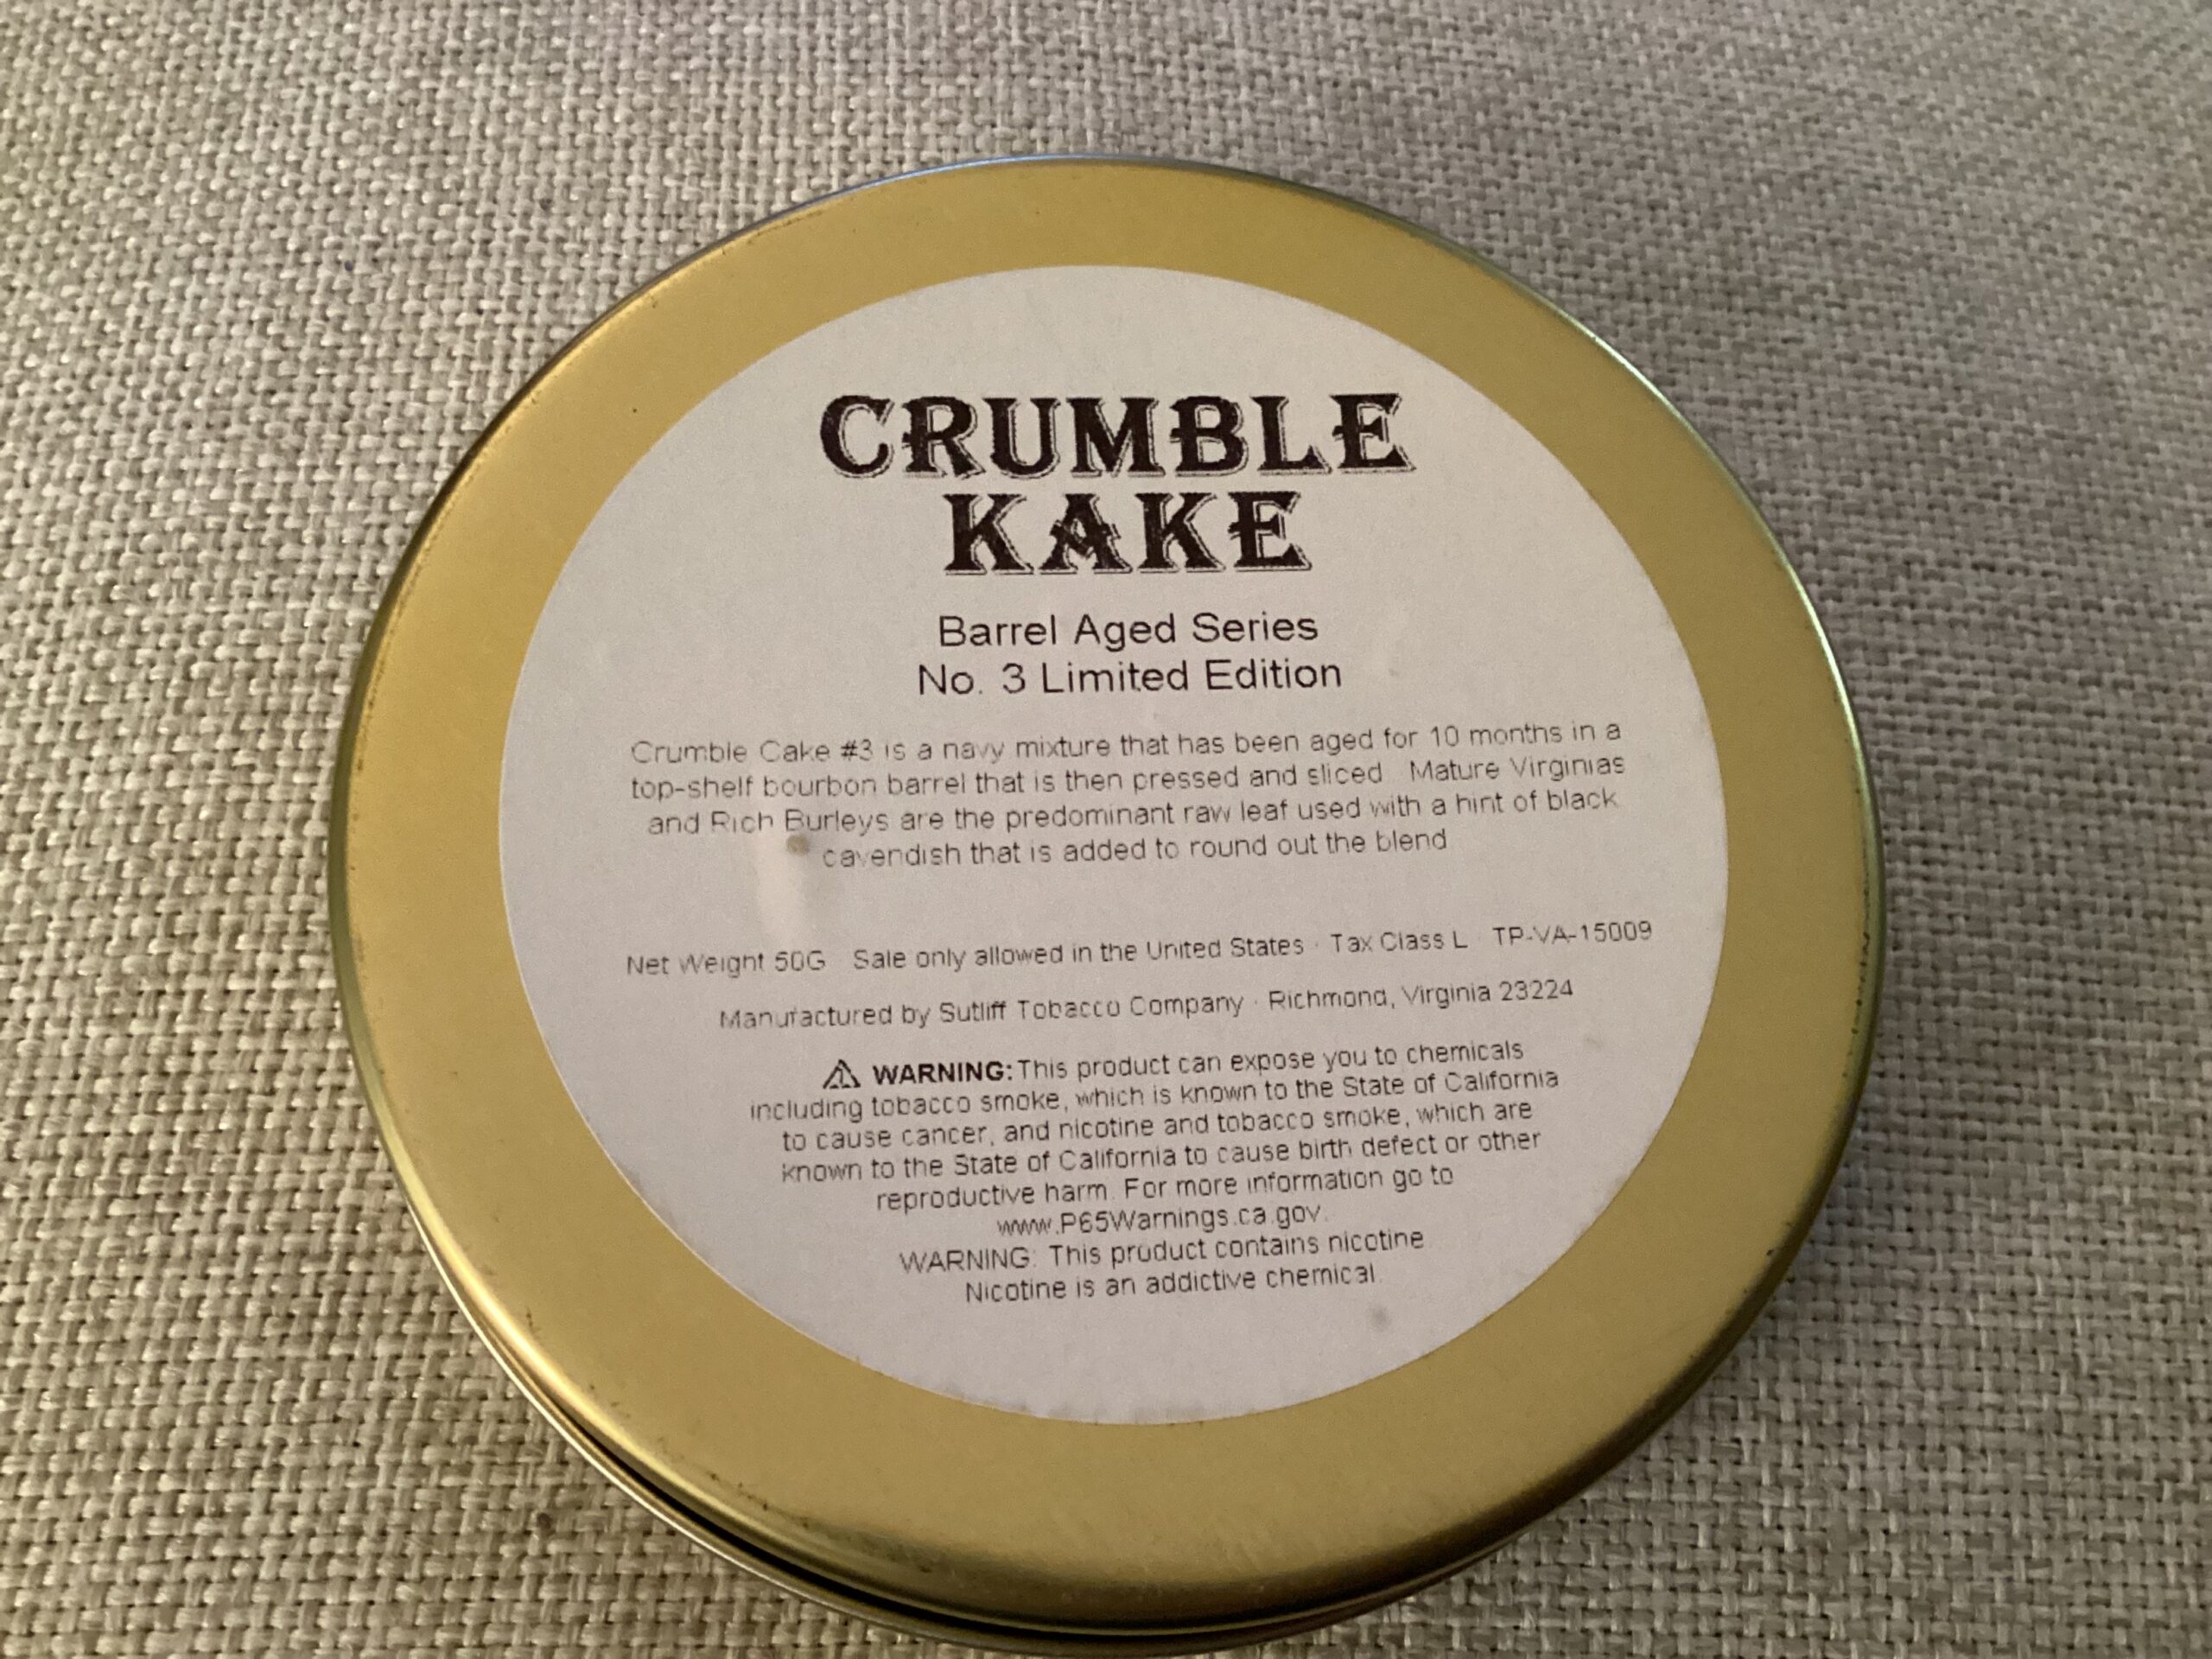 CRUMBLE
KAKE
Barrel Aged Series
No. 3 Limited Edition
Crumble Cake #3 is a navy mixture that has been aged for 10 months in a
top-shelf bourbon barrel that is then pressed and sliced. Mature Virginias
and Rich Burleys are the predominant raw leaf used with a hint of black
cavendish that is added to round out the blend
Net Weight 50G · Sale only allowed in the United States · Tax Class L · TP-VA-15009
Manufactured by Sutliff Tobacco Company · Richmond, Virginia 23224
⚠ WARNING: This product can expose you to chemicals
including tobacco smoke, which is known to the State of California
to cause cancer, and nicotine and tobacco smoke, which are
known to the State of California to cause birth defect or other
reproductive harm. For more information go to
www.P65Warnings.ca.gov.
WARNING: This product contains nicotine
Nicotine is an addictive chemical.